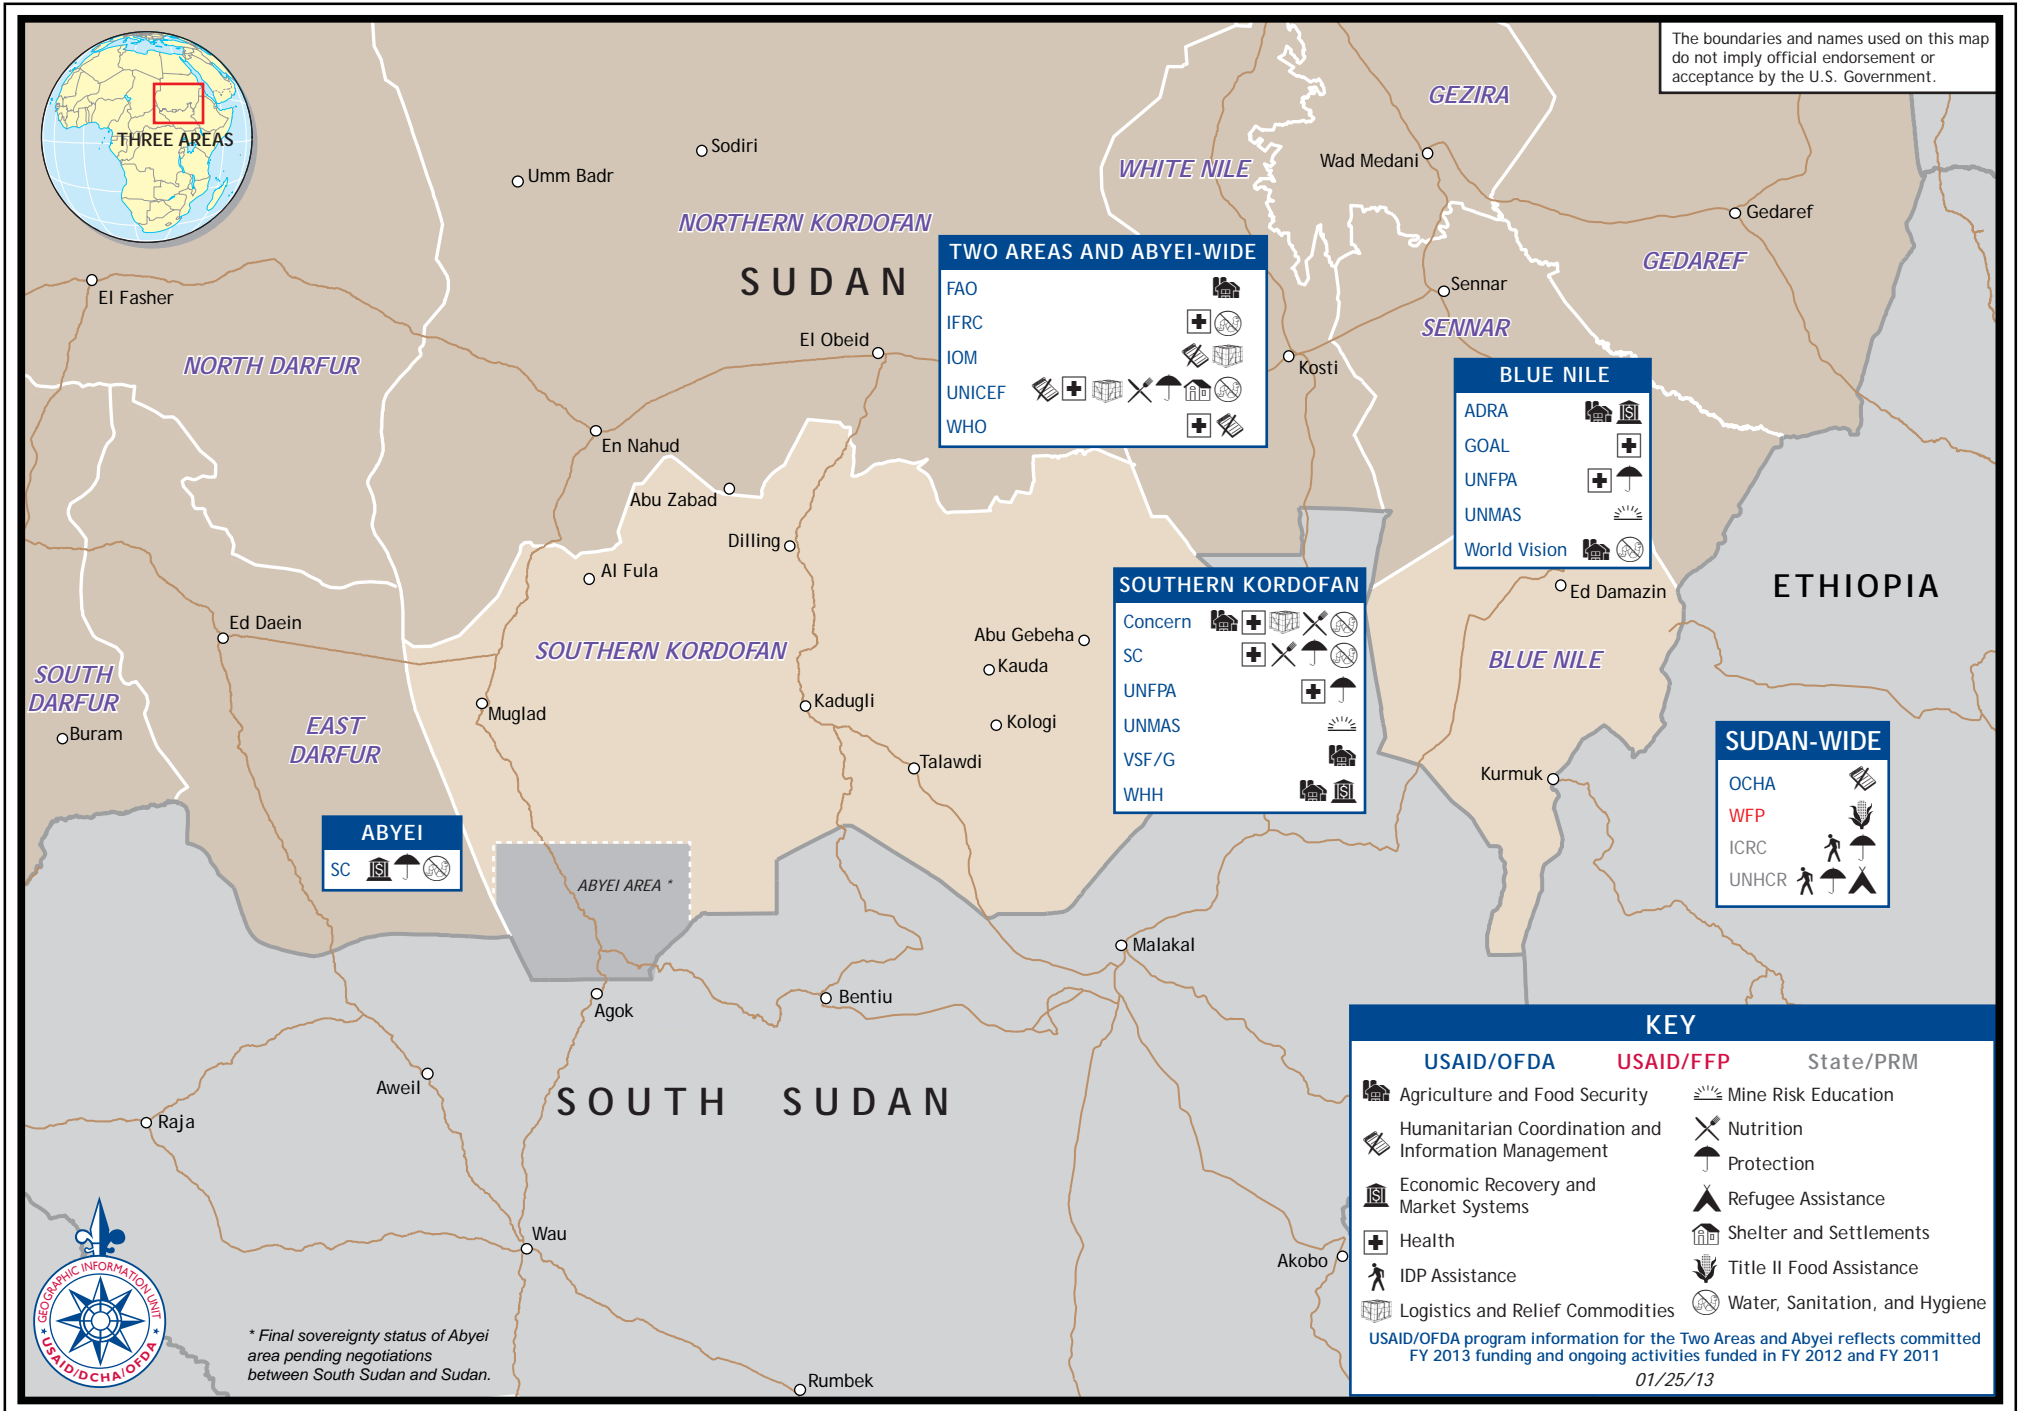 The boundaries and names used on this map
do not imply official endorsement or
acceptance by the U.S. Government.
THREE AREAS
GEZIRA
Sodiri
Umm Badr
WHITE NILE
Wad Medani
NORTHERN KORDOFAN
Gedaref
GEDAREF
SUDAN
El Fasher
Sennar
SENNAR
El Obeid
Kosti
NORTH DARFUR
En Nahud
Abu Zabad
Dilling
Al Fula
Ed Daein
SOUTHERN KORDOFAN
Abu Gebeha
Kauda
Kologi
Kadugli
Talawdi
Muglad
SOUTH
DARFUR
Buram
EAST
DARFUR
Ed Damazin
BLUE NILE
Kurmuk
ETHIOPIA
TWO AREAS AND ABYEI-WIDE
FAO
IFRC
IOM
UNICEF
WHO
BLUE NILE
ADRA
GOAL
UNFPA
UNMAS
World Vision
SOUTHERN KORDOFAN
Concern
SC
UNFPA
UNMAS
VSF/G
WHH
SUDAN-WIDE
OCHA
WFP
ICRC
UNHCR
ABYEI
SC
ABYEI AREA *
Malakal
Agok
Bentiu
Aweil
SOUTH SUDAN
Raja
Wau
Akobo
Rumbek
GEOGRAPHIC INFORMATION UNIT
USAID/DCHA/OFDA
* Final sovereignty status of Abyei
area pending negotiations
between South Sudan and Sudan.
KEY
USAID/OFDA USAID/FFP State/PRM
Agriculture and Food Security
Humanitarian Coordination and
Information Management
Economic Recovery and
Market Systems
Health
IDP Assistance
Logistics and Relief Commodities
Mine Risk Education
Nutrition
Protection
Refugee Assistance
Shelter and Settlements
Title II Food Assistance
Water, Sanitation, and Hygiene
USAID/OFDA program information for the Two Areas and Abyei reflects committed
FY 2013 funding and ongoing activities funded in FY 2012 and FY 2011
01/25/13